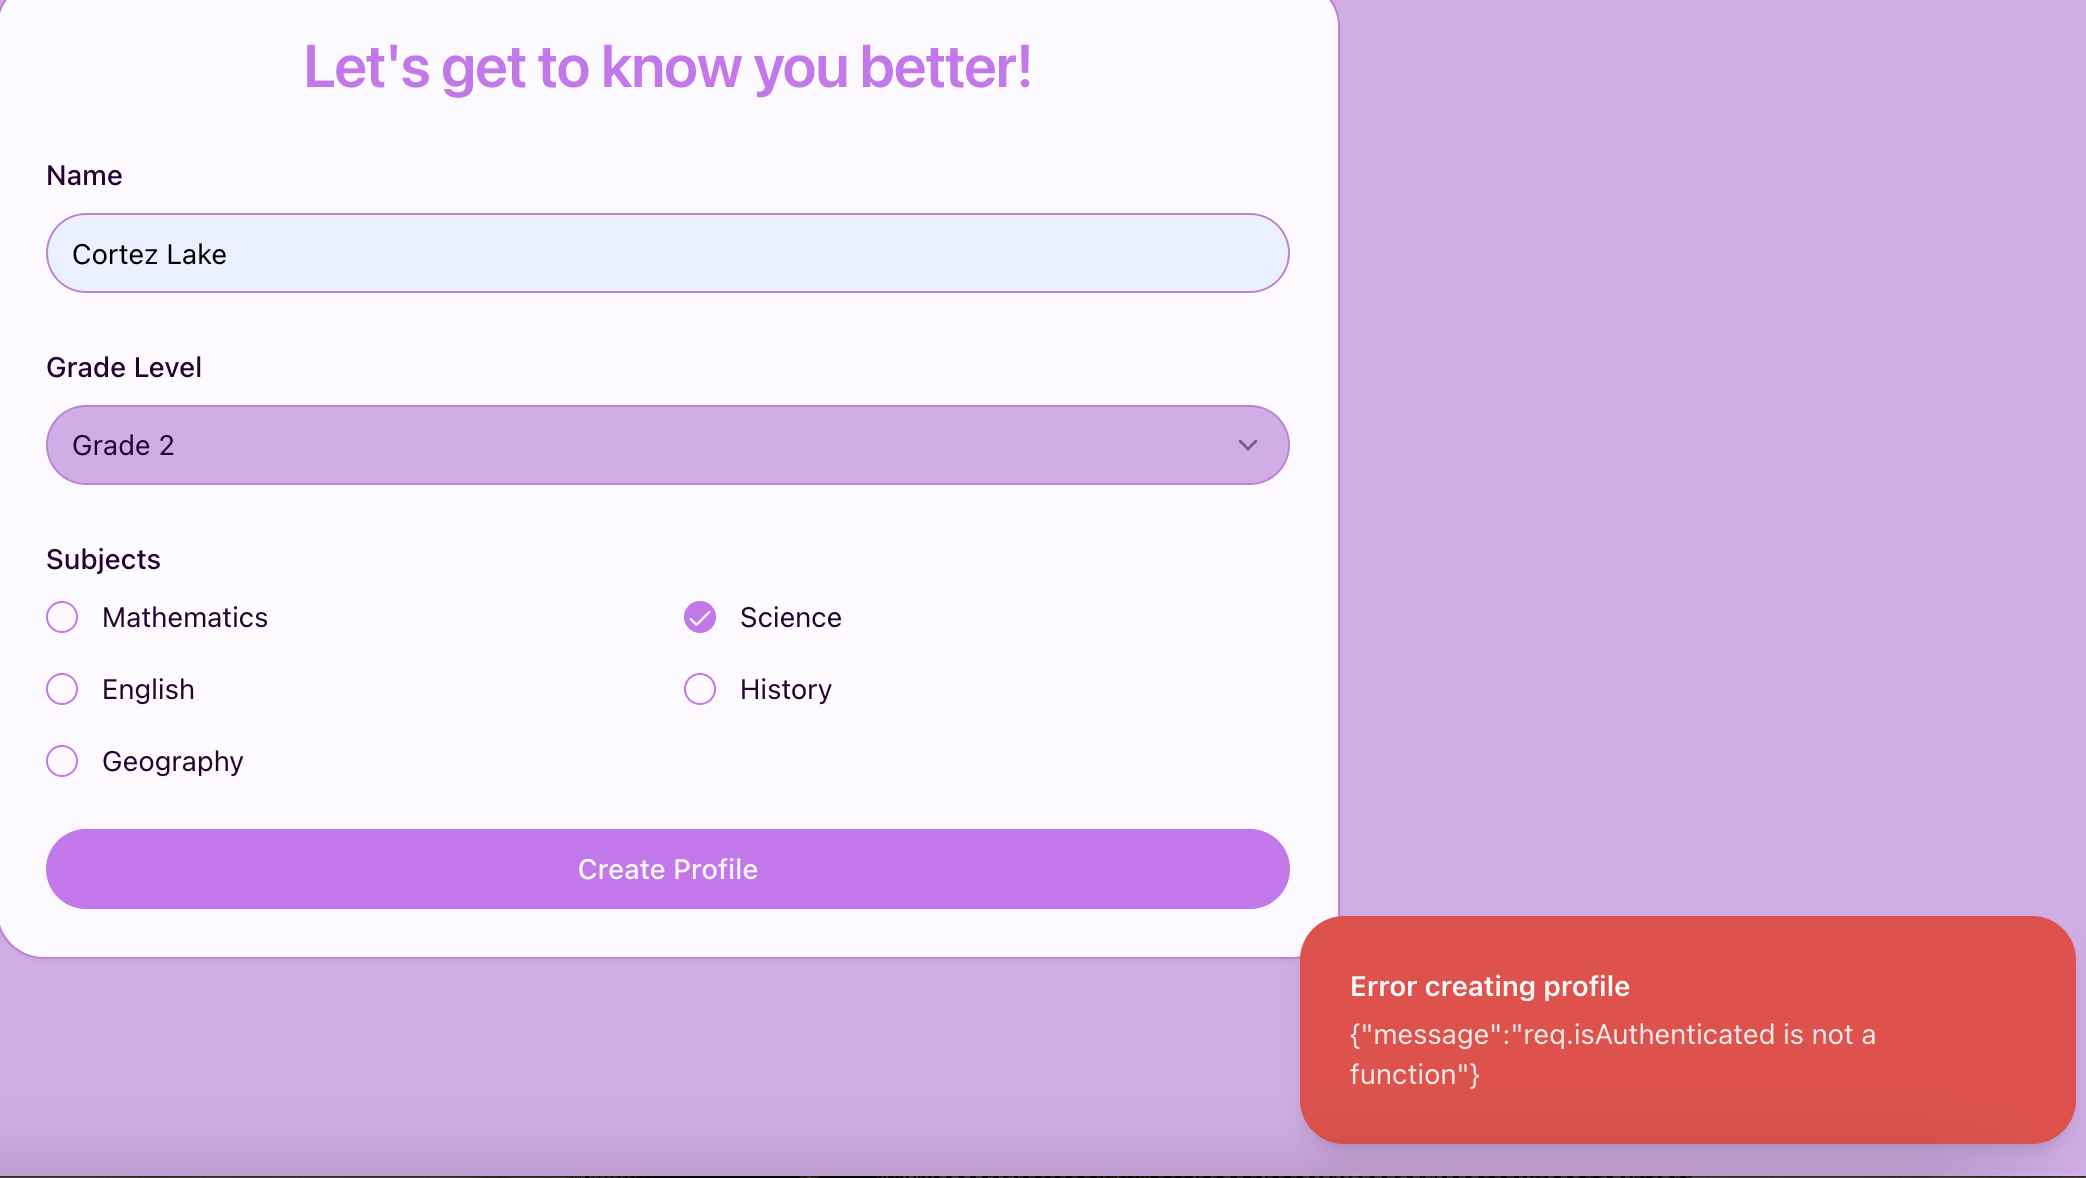 Let's get to know you better!
Name
Cortez Lake
Grade Level
Grade 2
Subjects
Mathematics
Science
English
History
Geography
Create Profile
Error creating profile
{"message":"req.isAuthenticated is not a
function"}